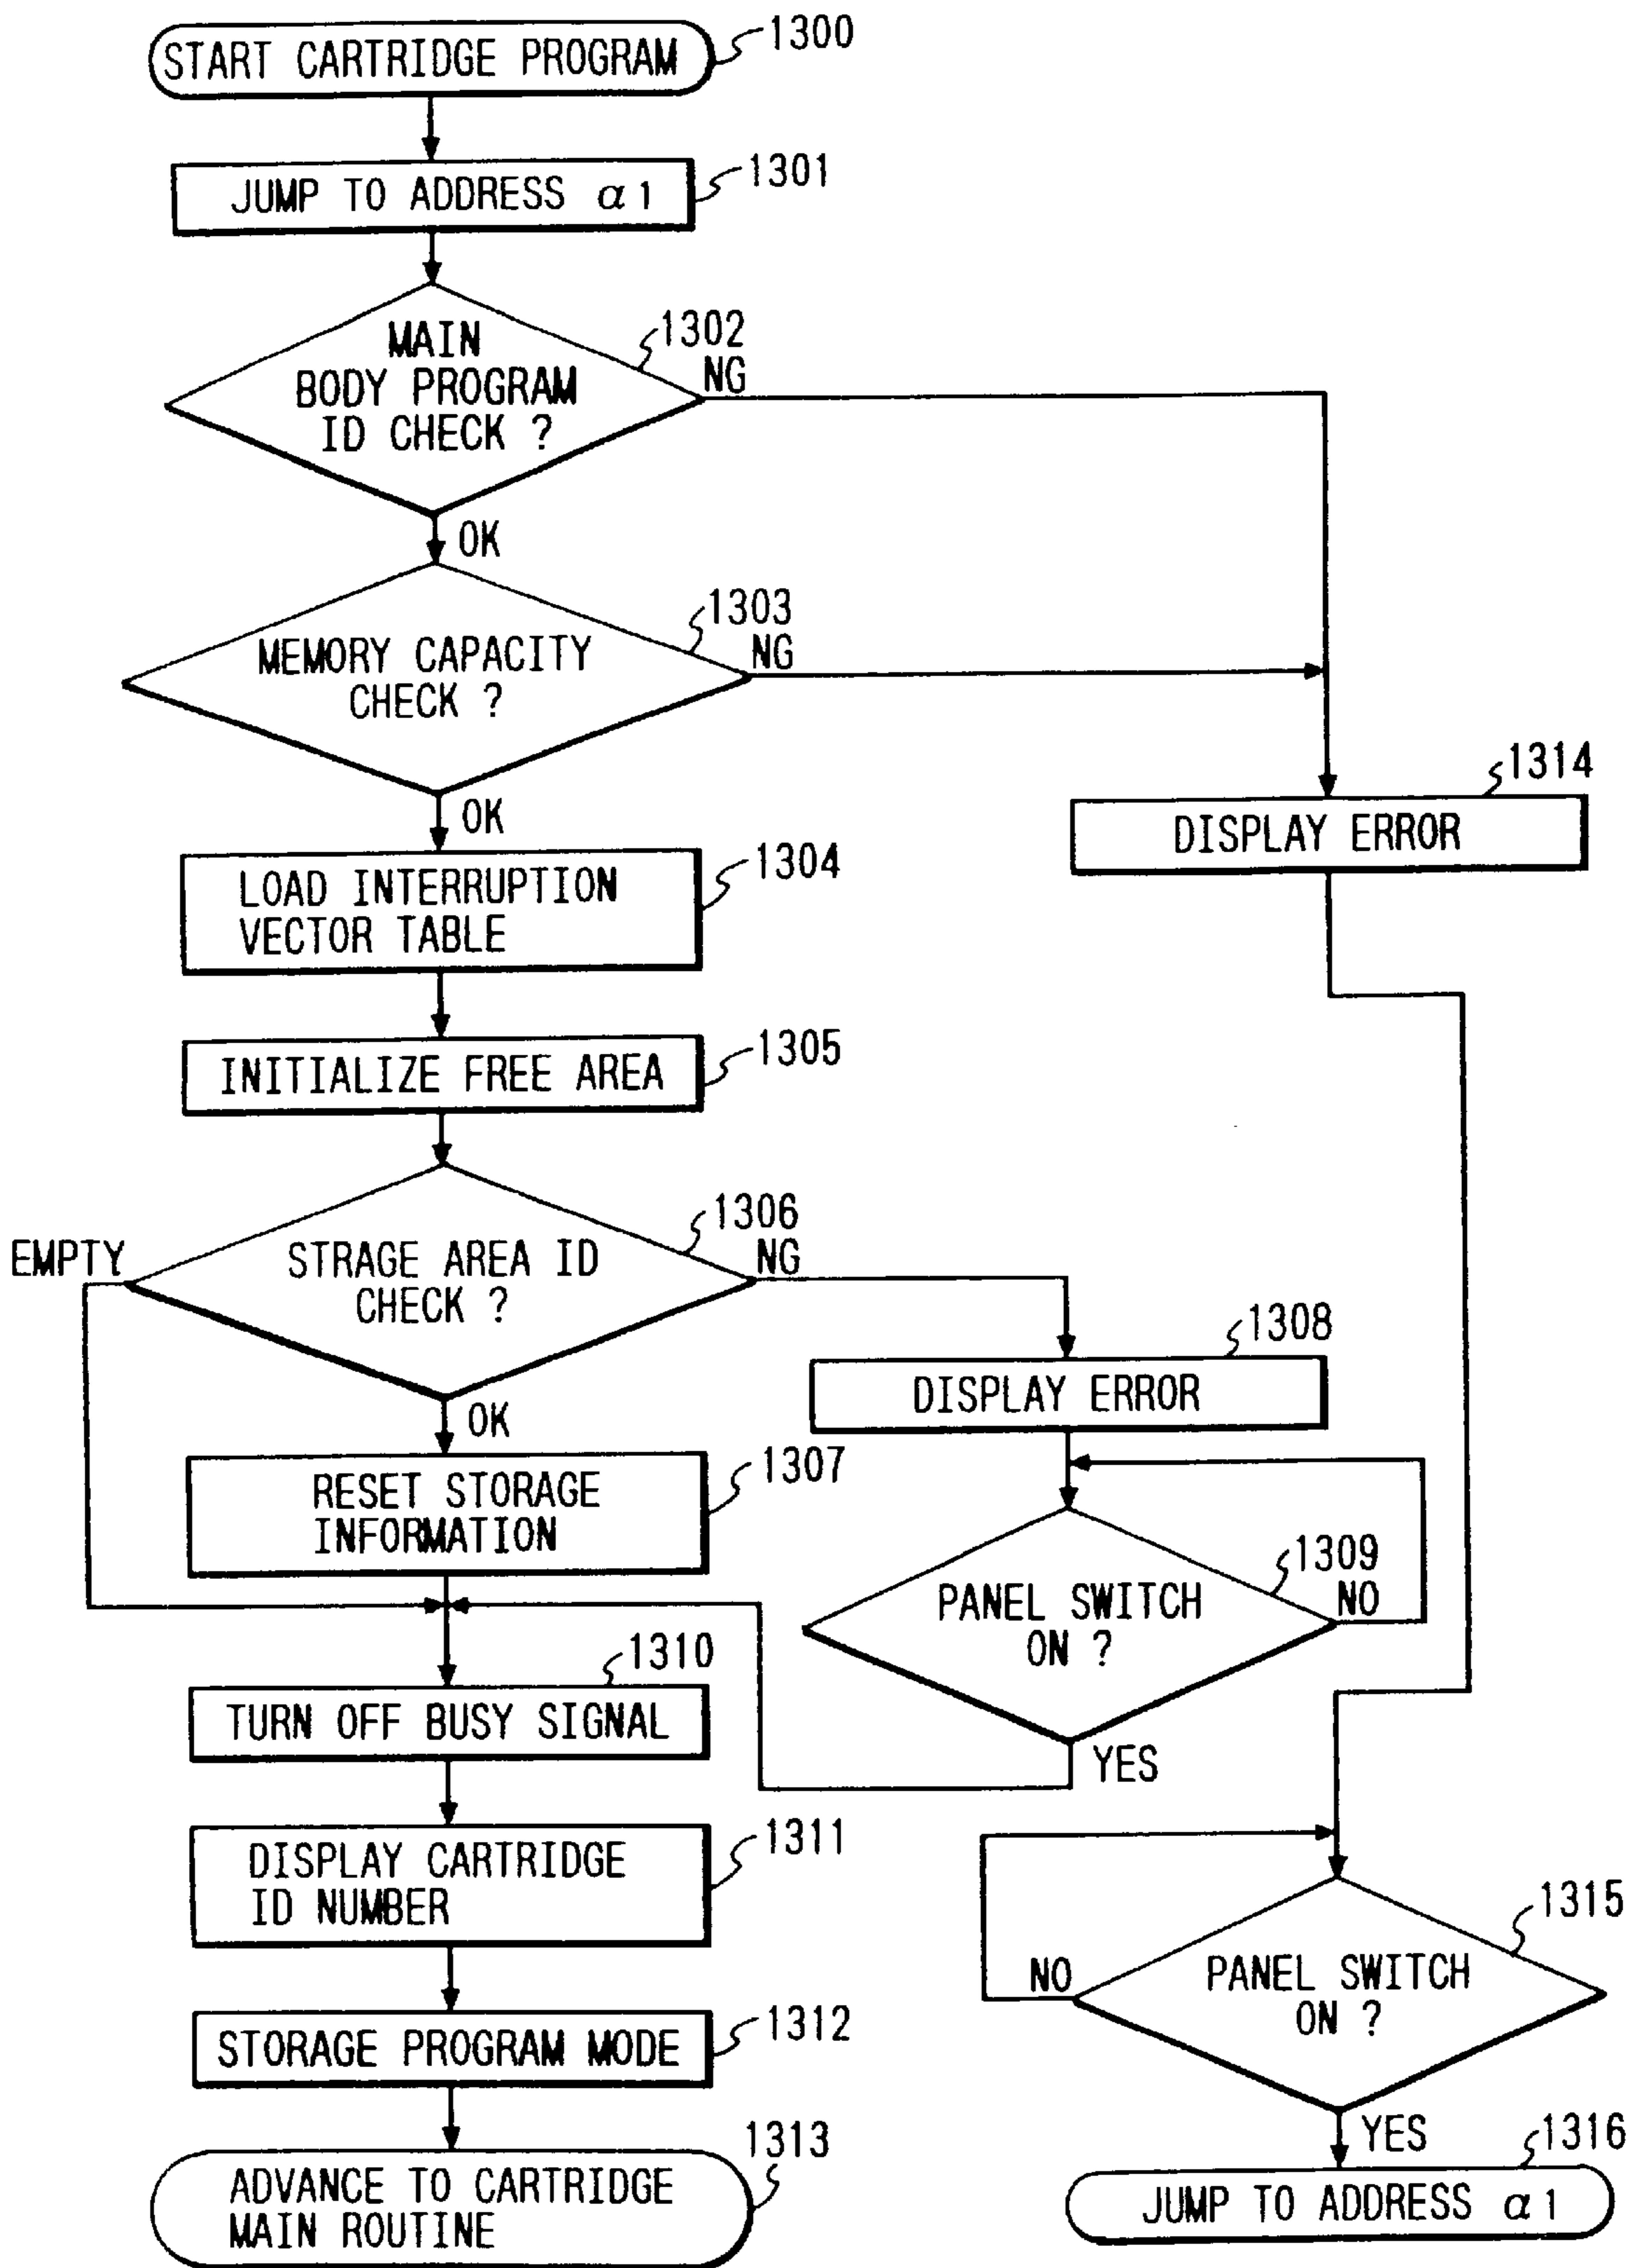 START CARTRIDGE PROGRAM
1300
JUMP TO ADDRESS α1
1301
MAIN
BODY PROGRAM
ID CHECK ?
1302
NG
OK
MEMORY CAPACITY
CHECK ?
1303
NG
OK
1314
DISPLAY ERROR
LOAD INTERRUPTION
VECTOR TABLE
1304
INITIALIZE FREE AREA
1305
EMPTY
STRAGE AREA ID
CHECK ?
1306
NG
OK
1308
DISPLAY ERROR
RESET STORAGE
INFORMATION
1307
PANEL SWITCH
ON ?
1309
NO
YES
1310
TURN OFF BUSY SIGNAL
DISPLAY CARTRIDGE
ID NUMBER
1311
1315
NO
PANEL SWITCH
ON ?
YES
STORAGE PROGRAM MODE
1312
ADVANCE TO CARTRIDGE
MAIN ROUTINE
1313
1316
JUMP TO ADDRESS α1